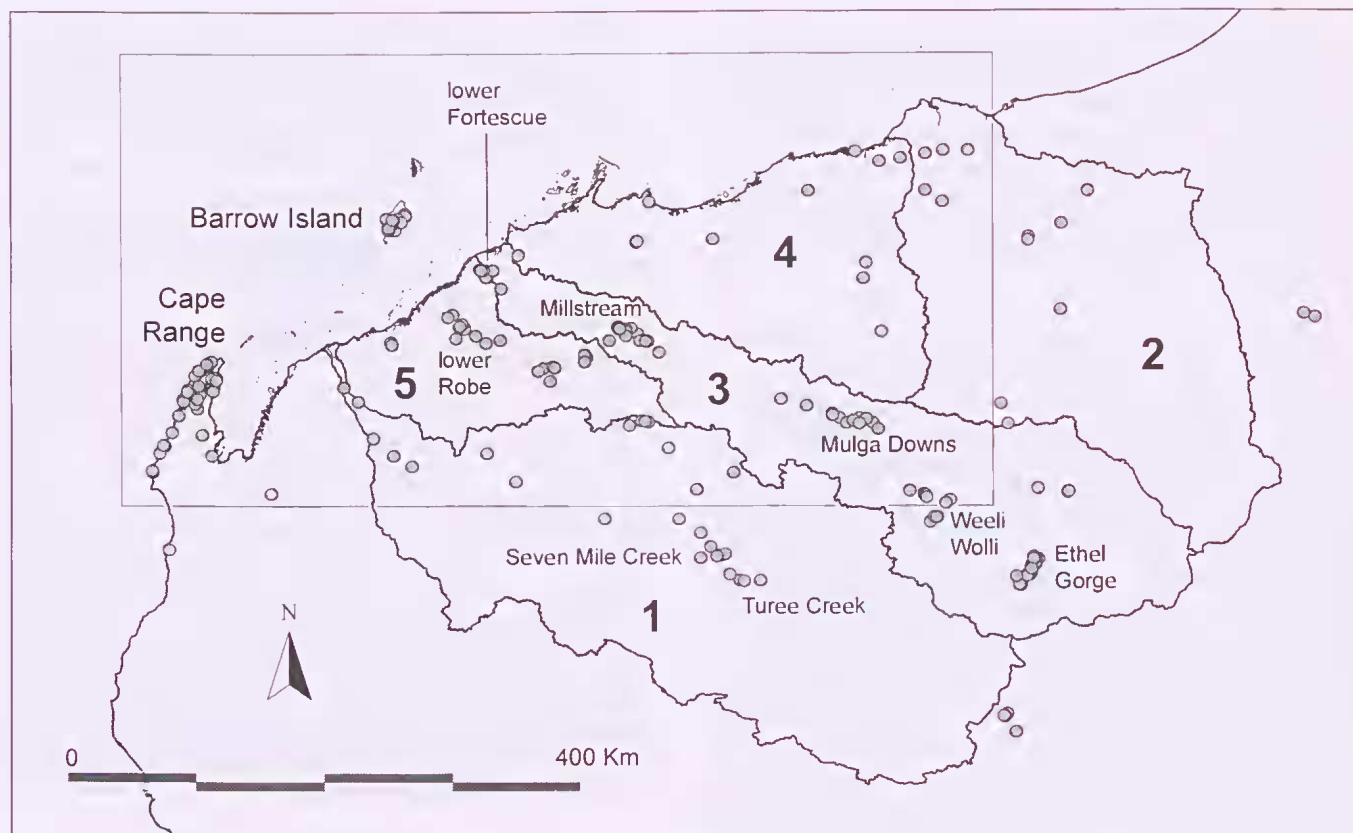 lower
Fortescue
Barrow Island
4
Cape
Range
Millstream
2
lower
Robe
5
3
Mulga Downs
Weeli
Wolli
Seven Mile Creek
Ethel
Gorge
Turee Creek
1
N
0
400 Km